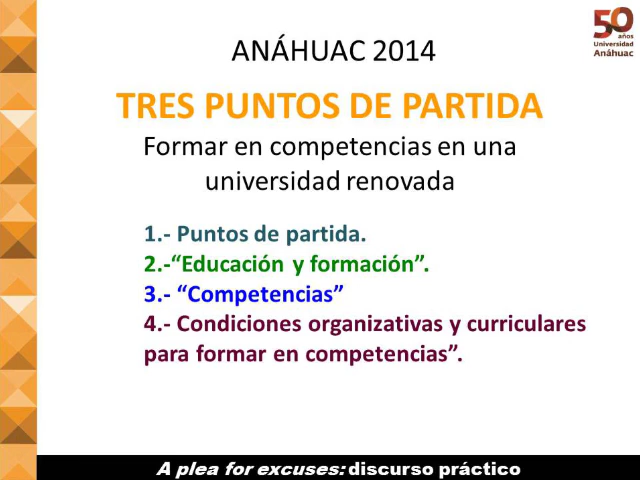 50
años
Universidad
Anáhuac
ANÁHUAC 2014
TRES PUNTOS DE PARTIDA
Formar en competencias en una
universidad renovada
1.- Puntos de partida.
2.-“Educación y formación”.
3.- “Competencias”
4.- Condiciones organizativas y curriculares
para formar en competencias”.
A plea for excuses: discurso práctico